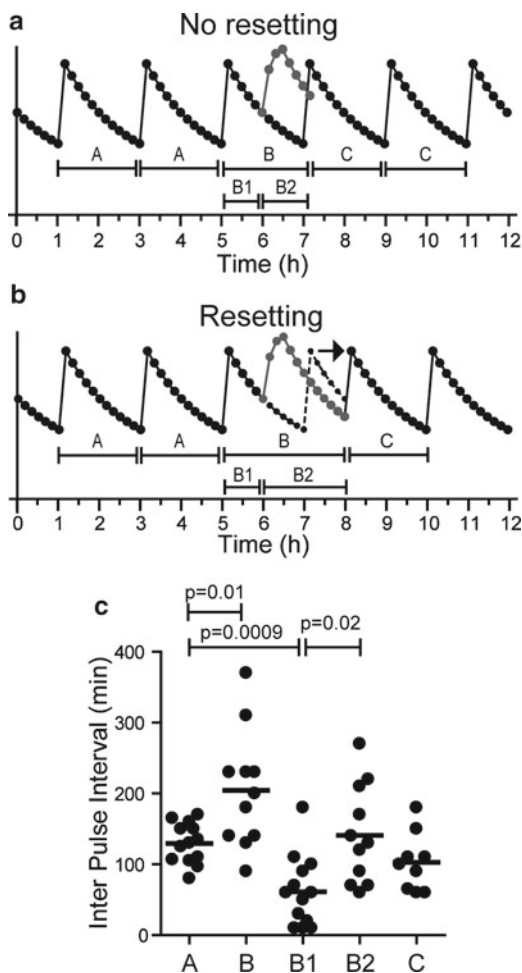 a
No resetting
A A B C C
B1 B2
0 1 2 3 4 5 6 7 8 9 10 11 12
Time (h)
b
Resetting
A A B C
B1 B2
0 1 2 3 4 5 6 7 8 9 10 11 12
Time (h)
c
p=0.01
p=0.0009 p=0.02
Inter Pulse Interval (min)
400
300
200
100
0
A B B1 B2 C